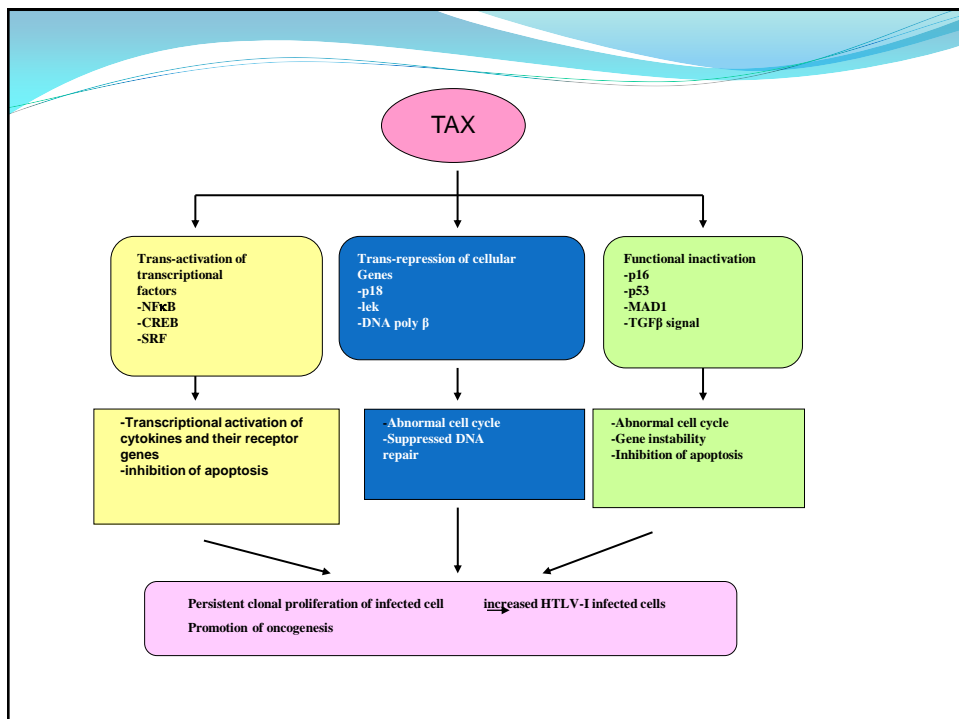 TAX
Trans-activation of
transcriptional
factors
-NFκB
-CREB
-SRF
Trans-repression of cellular
Genes
-p18
-lek
-DNA poly β
Functional inactivation
-p16
-p53
-MAD1
-TGFβ signal
-Transcriptional activation of
cytokines and their receptor
genes
-inhibition of apoptosis
-Abnormal cell cycle
-Suppressed DNA
repair
-Abnormal cell cycle
-Gene instability
-Inhibition of apoptosis
Persistent clonal proliferation of infected cell increased HTLV-I infected cells
Promotion of oncogenesis